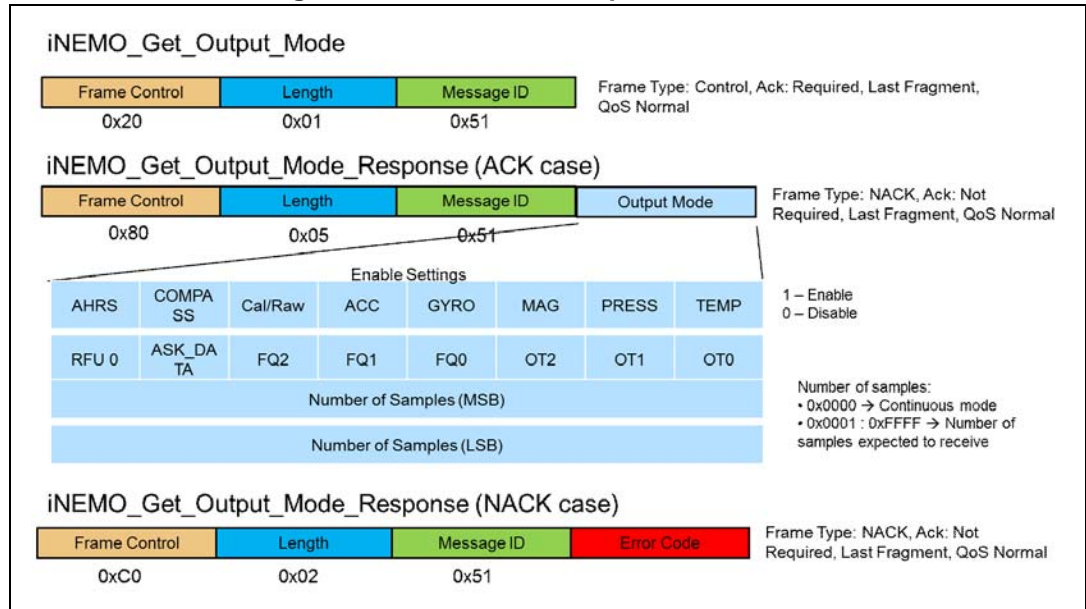 iNEMO_Get_Output_Mode
Frame Control Length Message ID
0x20 0x01 0x51
Frame Type: Control, Ack: Required, Last Fragment,
QoS Normal
iNEMO_Get_Output_Mode_Response (ACK case)
Frame Control Length Message ID Output Mode
0x80 0x05 0x51
Frame Type: NACK, Ack: Not
Required, Last Fragment, QoS Normal
Enable Settings
AHRS COMPA
SS Cal/Raw ACC GYRO MAG PRESS TEMP
1 – Enable
0 – Disable
RFU 0 ASK_DA
TA FQ2 FQ1 FQ0 OT2 OT1 OT0
Number of Samples (MSB)
Number of Samples (LSB)
Number of samples:
• 0x0000 → Continuous mode
• 0x0001 : 0xFFFF → Number of
samples expected to receive
iNEMO_Get_Output_Mode_Response (NACK case)
Frame Control Length Message ID Error Code
0xC0 0x02 0x51
Frame Type: NACK, Ack: Not
Required, Last Fragment, QoS Normal